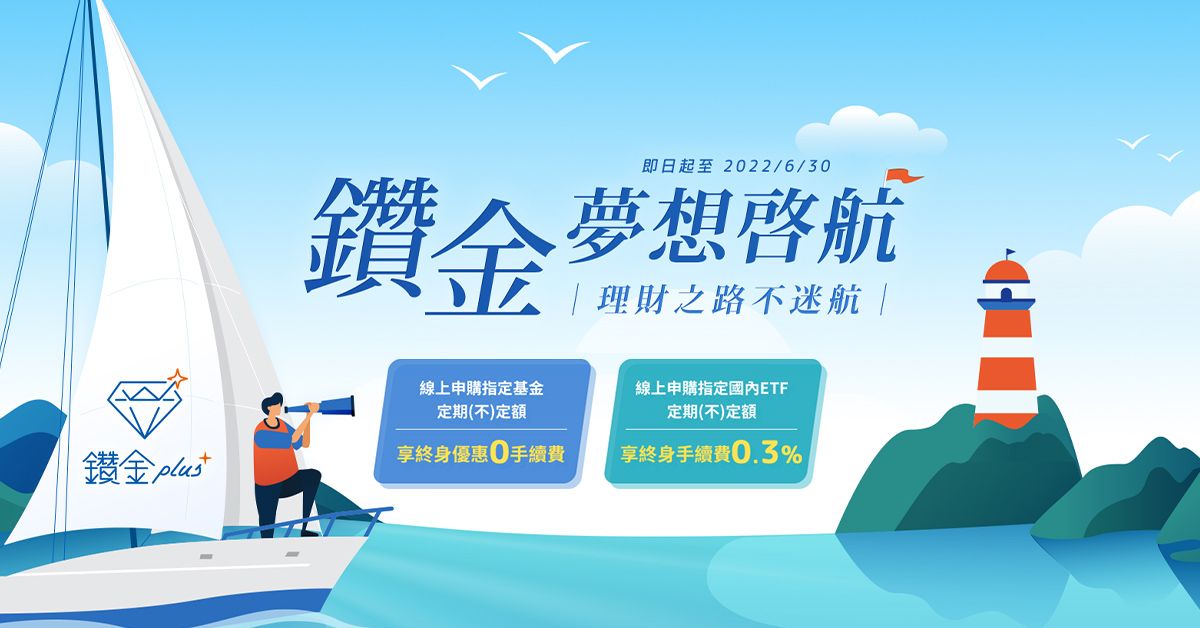 即日起至 2022/6/30
鑽金夢想啓航
理財之路不迷航
線上申購指定基金
定期(不)定額
享終身優惠0手續費
線上申購指定國內ETF
定期(不)定額
享終身手續費0.3%
鑽金plus+